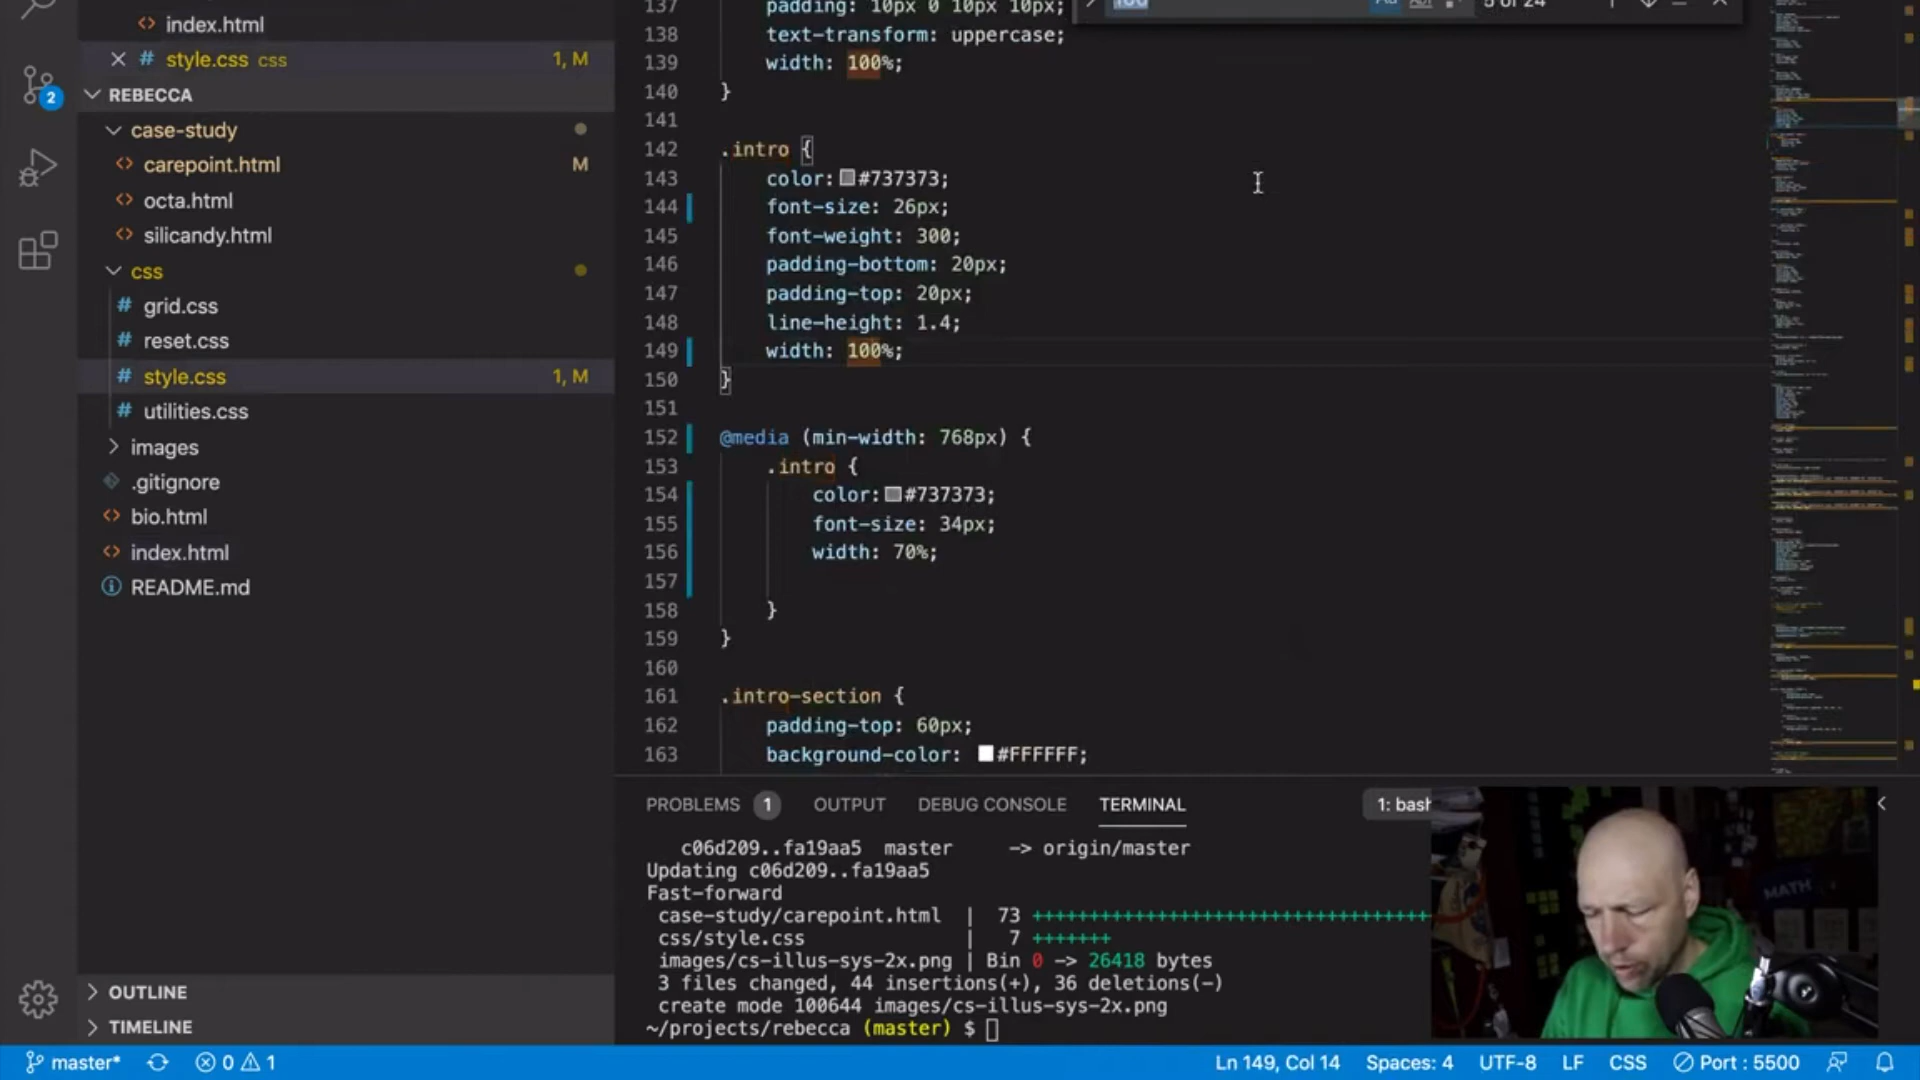 index.html
style.css css 1, M
REBECCA
case-study
carepoint.html M
octa.html
silicandy.html
css
grid.css
reset.css
style.css 1, M
utilities.css
images
.gitignore
bio.html
index.html
README.md
OUTLINE
TIMELINE
2
100
5 of 24
137 padding: 10px 0 10px 10px;
138 text-transform: uppercase;
139 width: 100%;
140 }
141
142 .intro {
143 color: #737373;
144 font-size: 26px;
145 font-weight: 300;
146 padding-bottom: 20px;
147 padding-top: 20px;
148 line-height: 1.4;
149 width: 100%;
150 }
151
152 @media (min-width: 768px) {
153 .intro {
154 color: #737373;
155 font-size: 34px;
156 width: 70%;
157
158 }
159 }
160
161 .intro-section {
162 padding-top: 60px;
163 background-color: #FFFFFF;
PROBLEMS 1 OUTPUT DEBUG CONSOLE TERMINAL 1: bash
c06d209..fa19aa5 master -> origin/master
Updating c06d209..fa19aa5
Fast-forward
case-study/carepoint.html | 73 ++++++++++++++++++++++++++++++++++
css/style.css | 7 +++++++
images/cs-illus-sys-2x.png | Bin 0 -> 26418 bytes
3 files changed, 44 insertions(+), 36 deletions(-)
create mode 100644 images/cs-illus-sys-2x.png
~/projects/rebecca (master) $
MATH
master* 0 1 Ln 149, Col 14 Spaces: 4 UTF-8 LF CSS Port : 5500